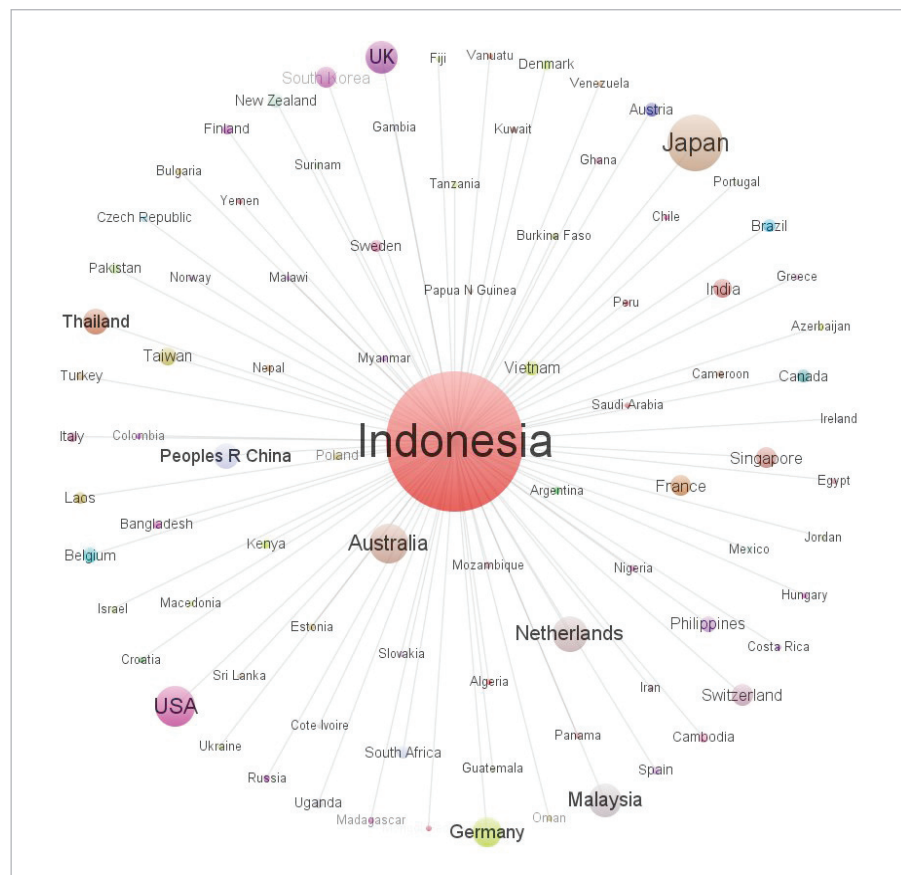 UK
Fiji
Vanuatu
Denmark
South Korea
Venezuela
New Zealand
Austria
Finland
Gambia
Kuwait
Japan
Ghana
Surinam
Bulgaria
Tanzania
Portugal
Yemen
Czech Republic
Chile
Brazil
Burkina Faso
Sweden
Pakistan
Norway
Malawi
Greece
Papua N Guinea
India
Peru
Thailand
Azerbaijan
Taiwan
Myanmar
Nepal
Vietnam
Turkey
Cameroon
Canada
Saudi Arabia
Ireland
Italy
Colombia
Indonesia
Peoples R China
Poland
Singapore
Egypt
France
Argentina
Laos
Bangladesh
Jordan
Australia
Kenya
Mexico
Belgium
Mozambique
Nigeria
Hungary
Israel
Macedonia
Philippines
Estonia
Netherlands
Costa Rica
Slovakia
Croatia
Sri Lanka
Algeria
Iran
Switzerland
USA
Cote Ivoire
Panama
Cambodia
Ukraine
South Africa
Guatemala
Spain
Russia
Uganda
Malaysia
Madagascar
Oman
Germany